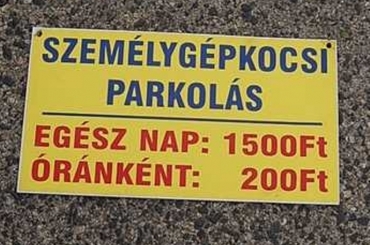 SZEMÉLYGÉPKOCSI
PARKOLÁS
EGÉSZ NAP: 1500Ft
ÓRÁNKÉNT: 200Ft